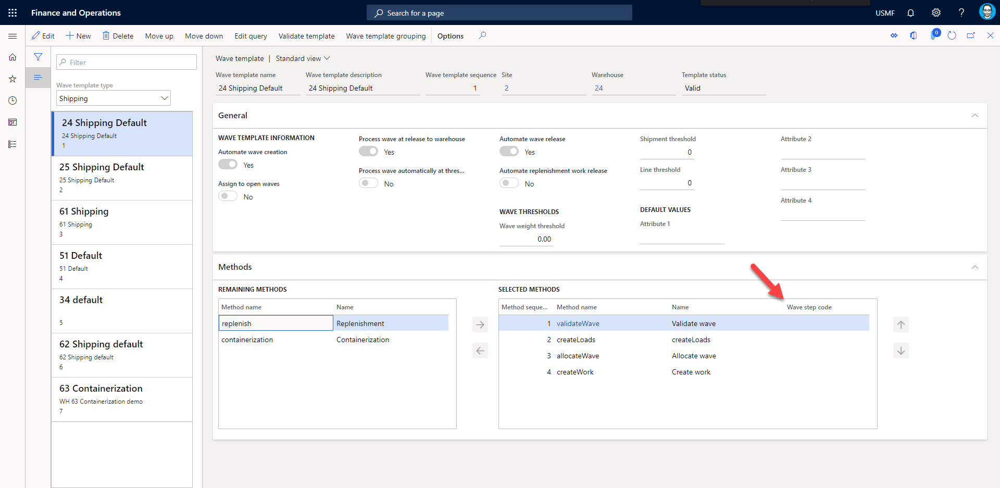 Finance and Operations
Search for a page
USMF
Edit
New
Delete
Move up
Move down
Edit query
Validate template
Wave template grouping
Options
0
Filter
Wave template type
Shipping
24 Shipping Default
24 Shipping Default
1
25 Shipping Default
25 Shipping Default
2
61 Shipping
61 Shipping
3
51 Default
51 Default
4
34 default
5
62 Shipping default
62 Shipping default
6
63 Containerization
WH 63 Containerization demo
7
Wave template | Standard view
Wave template name
Wave template description
Wave template sequence
Site
Warehouse
Template status
24 Shipping Default
24 Shipping Default
1
2
24
Valid
General
WAVE TEMPLATE INFORMATION
Automate wave creation
Yes
Assign to open waves
No
Process wave at release to warehouse
Yes
Process wave automatically at thres...
No
Automate wave release
Yes
Automate replenishment work release
No
WAVE THRESHOLDS
Wave weight threshold
0.00
Shipment threshold
0
Line threshold
0
DEFAULT VALUES
Attribute 1
Attribute 2
Attribute 3
Attribute 4
Methods
REMAINING METHODS
Method name
Name
replenish
Replenishment
containerization
Containerization
SELECTED METHODS
Method seque...
Method name
Name
Wave step code
1
validateWave
Validate wave
2
createLoads
createLoads
3
allocateWave
Allocate wave
4
createWork
Create work